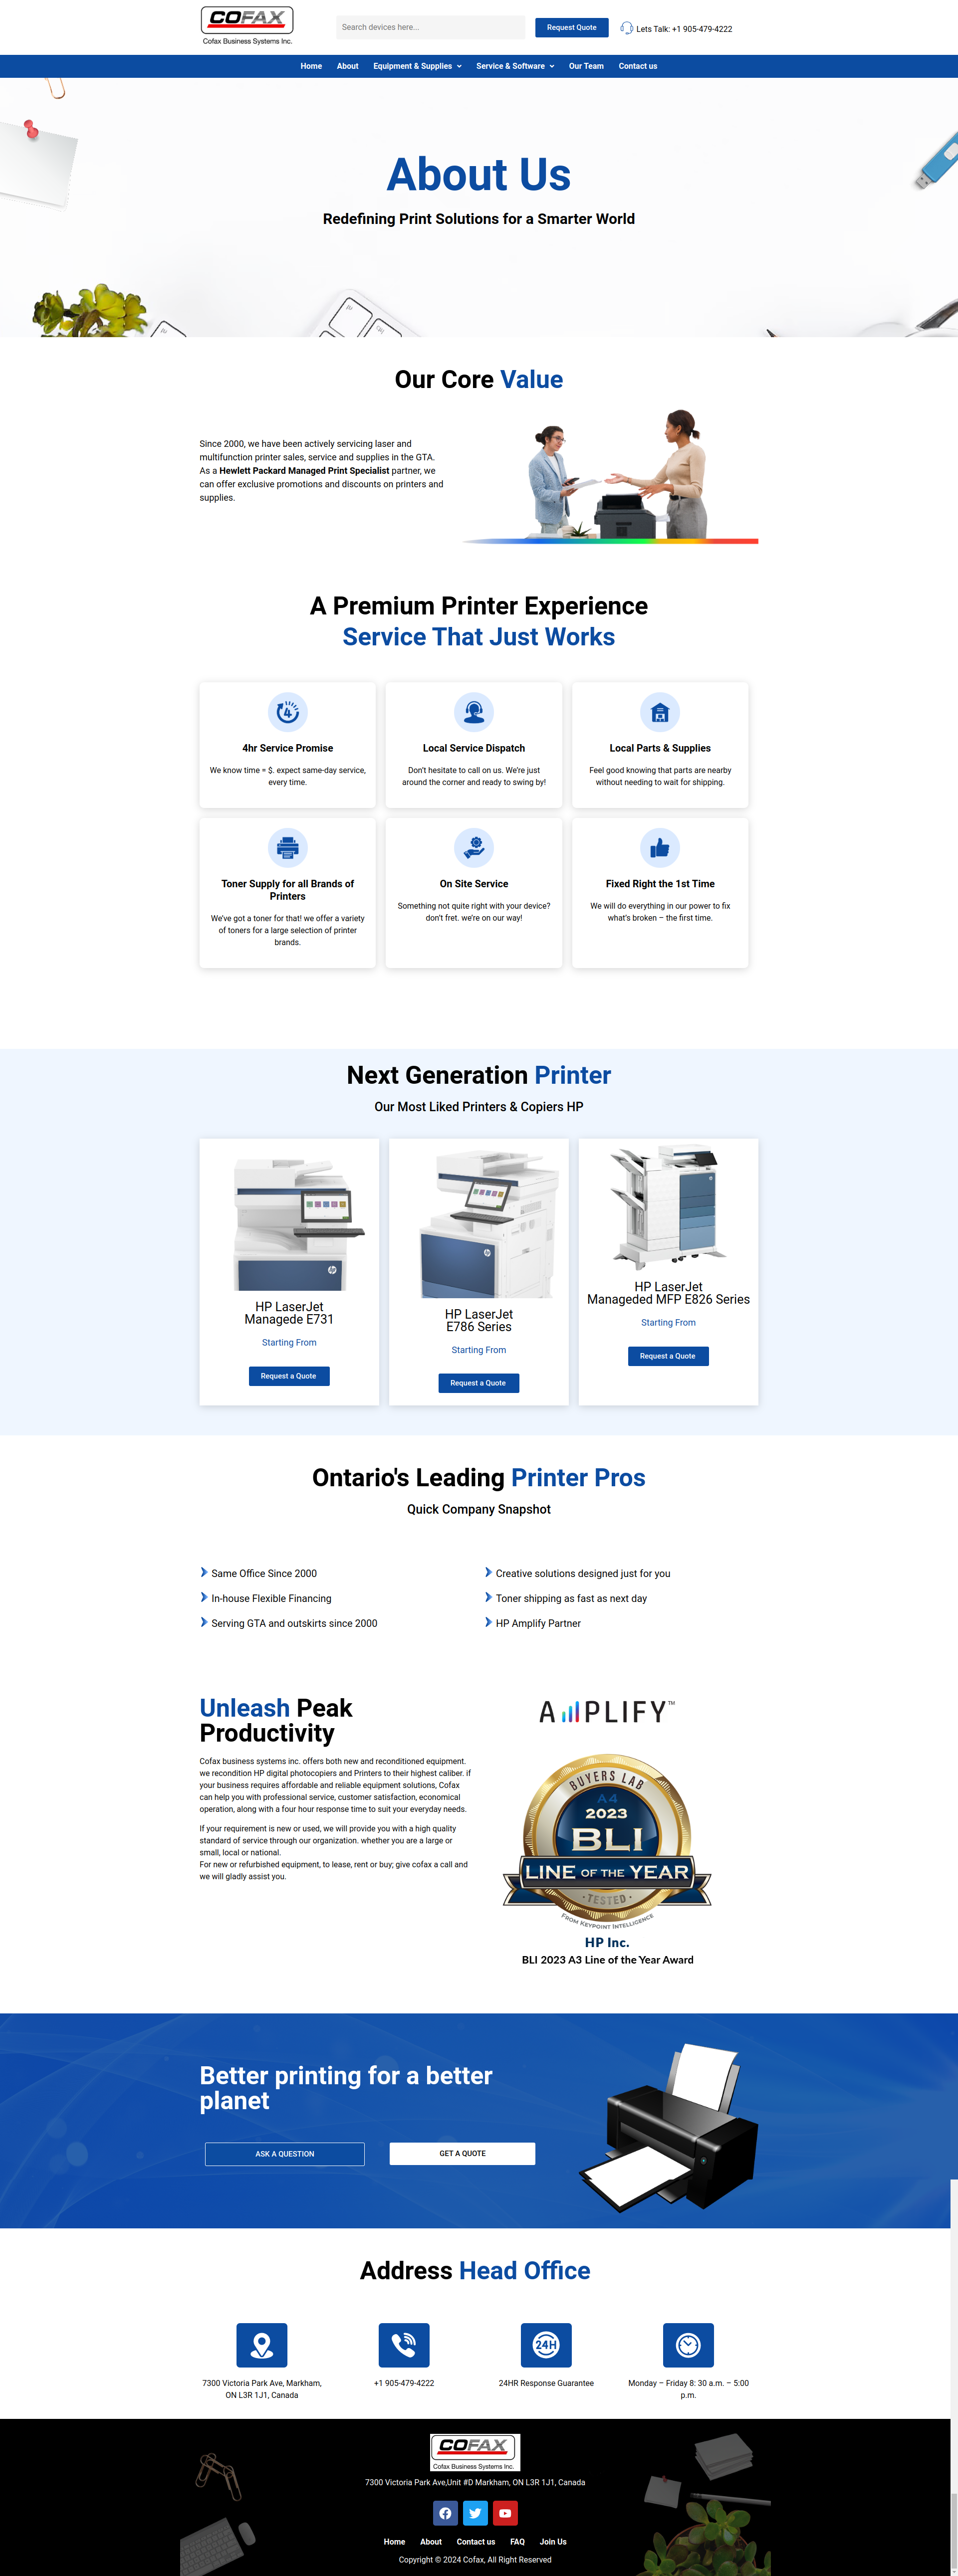 COFAX
Cofax Business Systems Inc.
Search devices here...
Request Quote
Lets Talk: +1 905-479-4222
Home About Equipment & Supplies Service & Software Our Team Contact us
About Us
Redefining Print Solutions for a Smarter World
Our Core Value
Since 2000, we have been actively servicing laser and
multifunction printer sales, service and supplies in the GTA.
As a Hewlett Packard Managed Print Specialist partner, we
can offer exclusive promotions and discounts on printers and
supplies.
A Premium Printer Experience
Service That Just Works
4hr Service Promise
We know time = $. expect same-day service,
every time.
Local Service Dispatch
Don't hesitate to call on us. We're just
around the corner and ready to swing by!
Local Parts & Supplies
Feel good knowing that parts are nearby
without needing to wait for shipping.
Toner Supply for all Brands of
Printers
We've got a toner for that! we offer a variety
of toners for a large selection of printer
brands.
On Site Service
Something not quite right with your device?
don't fret. we're on our way!
Fixed Right the 1st Time
We will do everything in our power to fix
what's broken – the first time.
Next Generation Printer
Our Most Liked Printers & Copiers HP
HP LaserJet
Managede E731
Starting From
Request a Quote
HP LaserJet
E786 Series
Starting From
Request a Quote
HP LaserJet
Manageded MFP E826 Series
Starting From
Request a Quote
Ontario's Leading Printer Pros
Quick Company Snapshot
Same Office Since 2000
In-house Flexible Financing
Serving GTA and outskirts since 2000
Creative solutions designed just for you
Toner shipping as fast as next day
HP Amplify Partner
Unleash Peak
Productivity
Cofax business systems inc. offers both new and reconditioned equipment.
we recondition HP digital photocopiers and Printers to their highest caliber. if
your business requires affordable and reliable equipment solutions, Cofax
can help you with professional service, customer satisfaction, economical
operation, along with a four hour response time to suit your everyday needs.
If your requirement is new or used, we will provide you with a high quality
standard of service through our organization. whether you are a large or
small, local or national.
For new or refurbished equipment, to lease, rent or buy; give cofax a call and
we will gladly assist you.
AMPLIFY™
BUYERS LAB
A4
2023
BLI
LINE OF THE YEAR
· TESTED ·
FROM KEYPOINT INTELLIGENCE
HP Inc.
BLI 2023 A3 Line of the Year Award
Better printing for a better
planet
ASK A QUESTION
GET A QUOTE
Address Head Office
7300 Victoria Park Ave, Markham,
ON L3R 1J1, Canada
+1 905-479-4222
24H
24HR Response Guarantee
Monday – Friday 8: 30 a.m. – 5:00
p.m.
COFAX
Cofax Business Systems Inc.
7300 Victoria Park Ave,Unit #D Markham, ON L3R 1J1, Canada
Home About Contact us FAQ Join Us
Copyright © 2024 Cofax, All Right Reserved